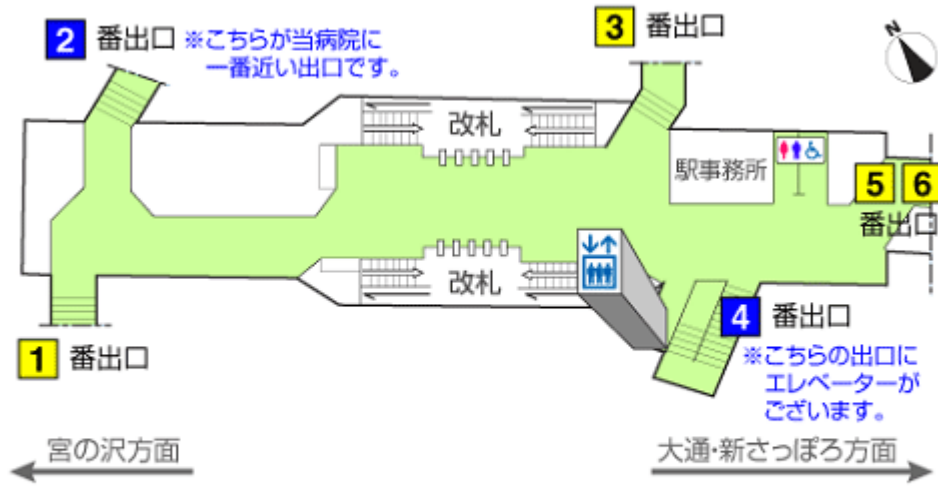 2 番出口 ※こちらが当病院に
一番近い出口です。
3 番出口
N
改札
駅事務所
5 6
番出口
改札
4 番出口
※こちらの出口に
エレベーターが
ございます。
1 番出口
宮の沢方面
大通・新さっぽろ方面